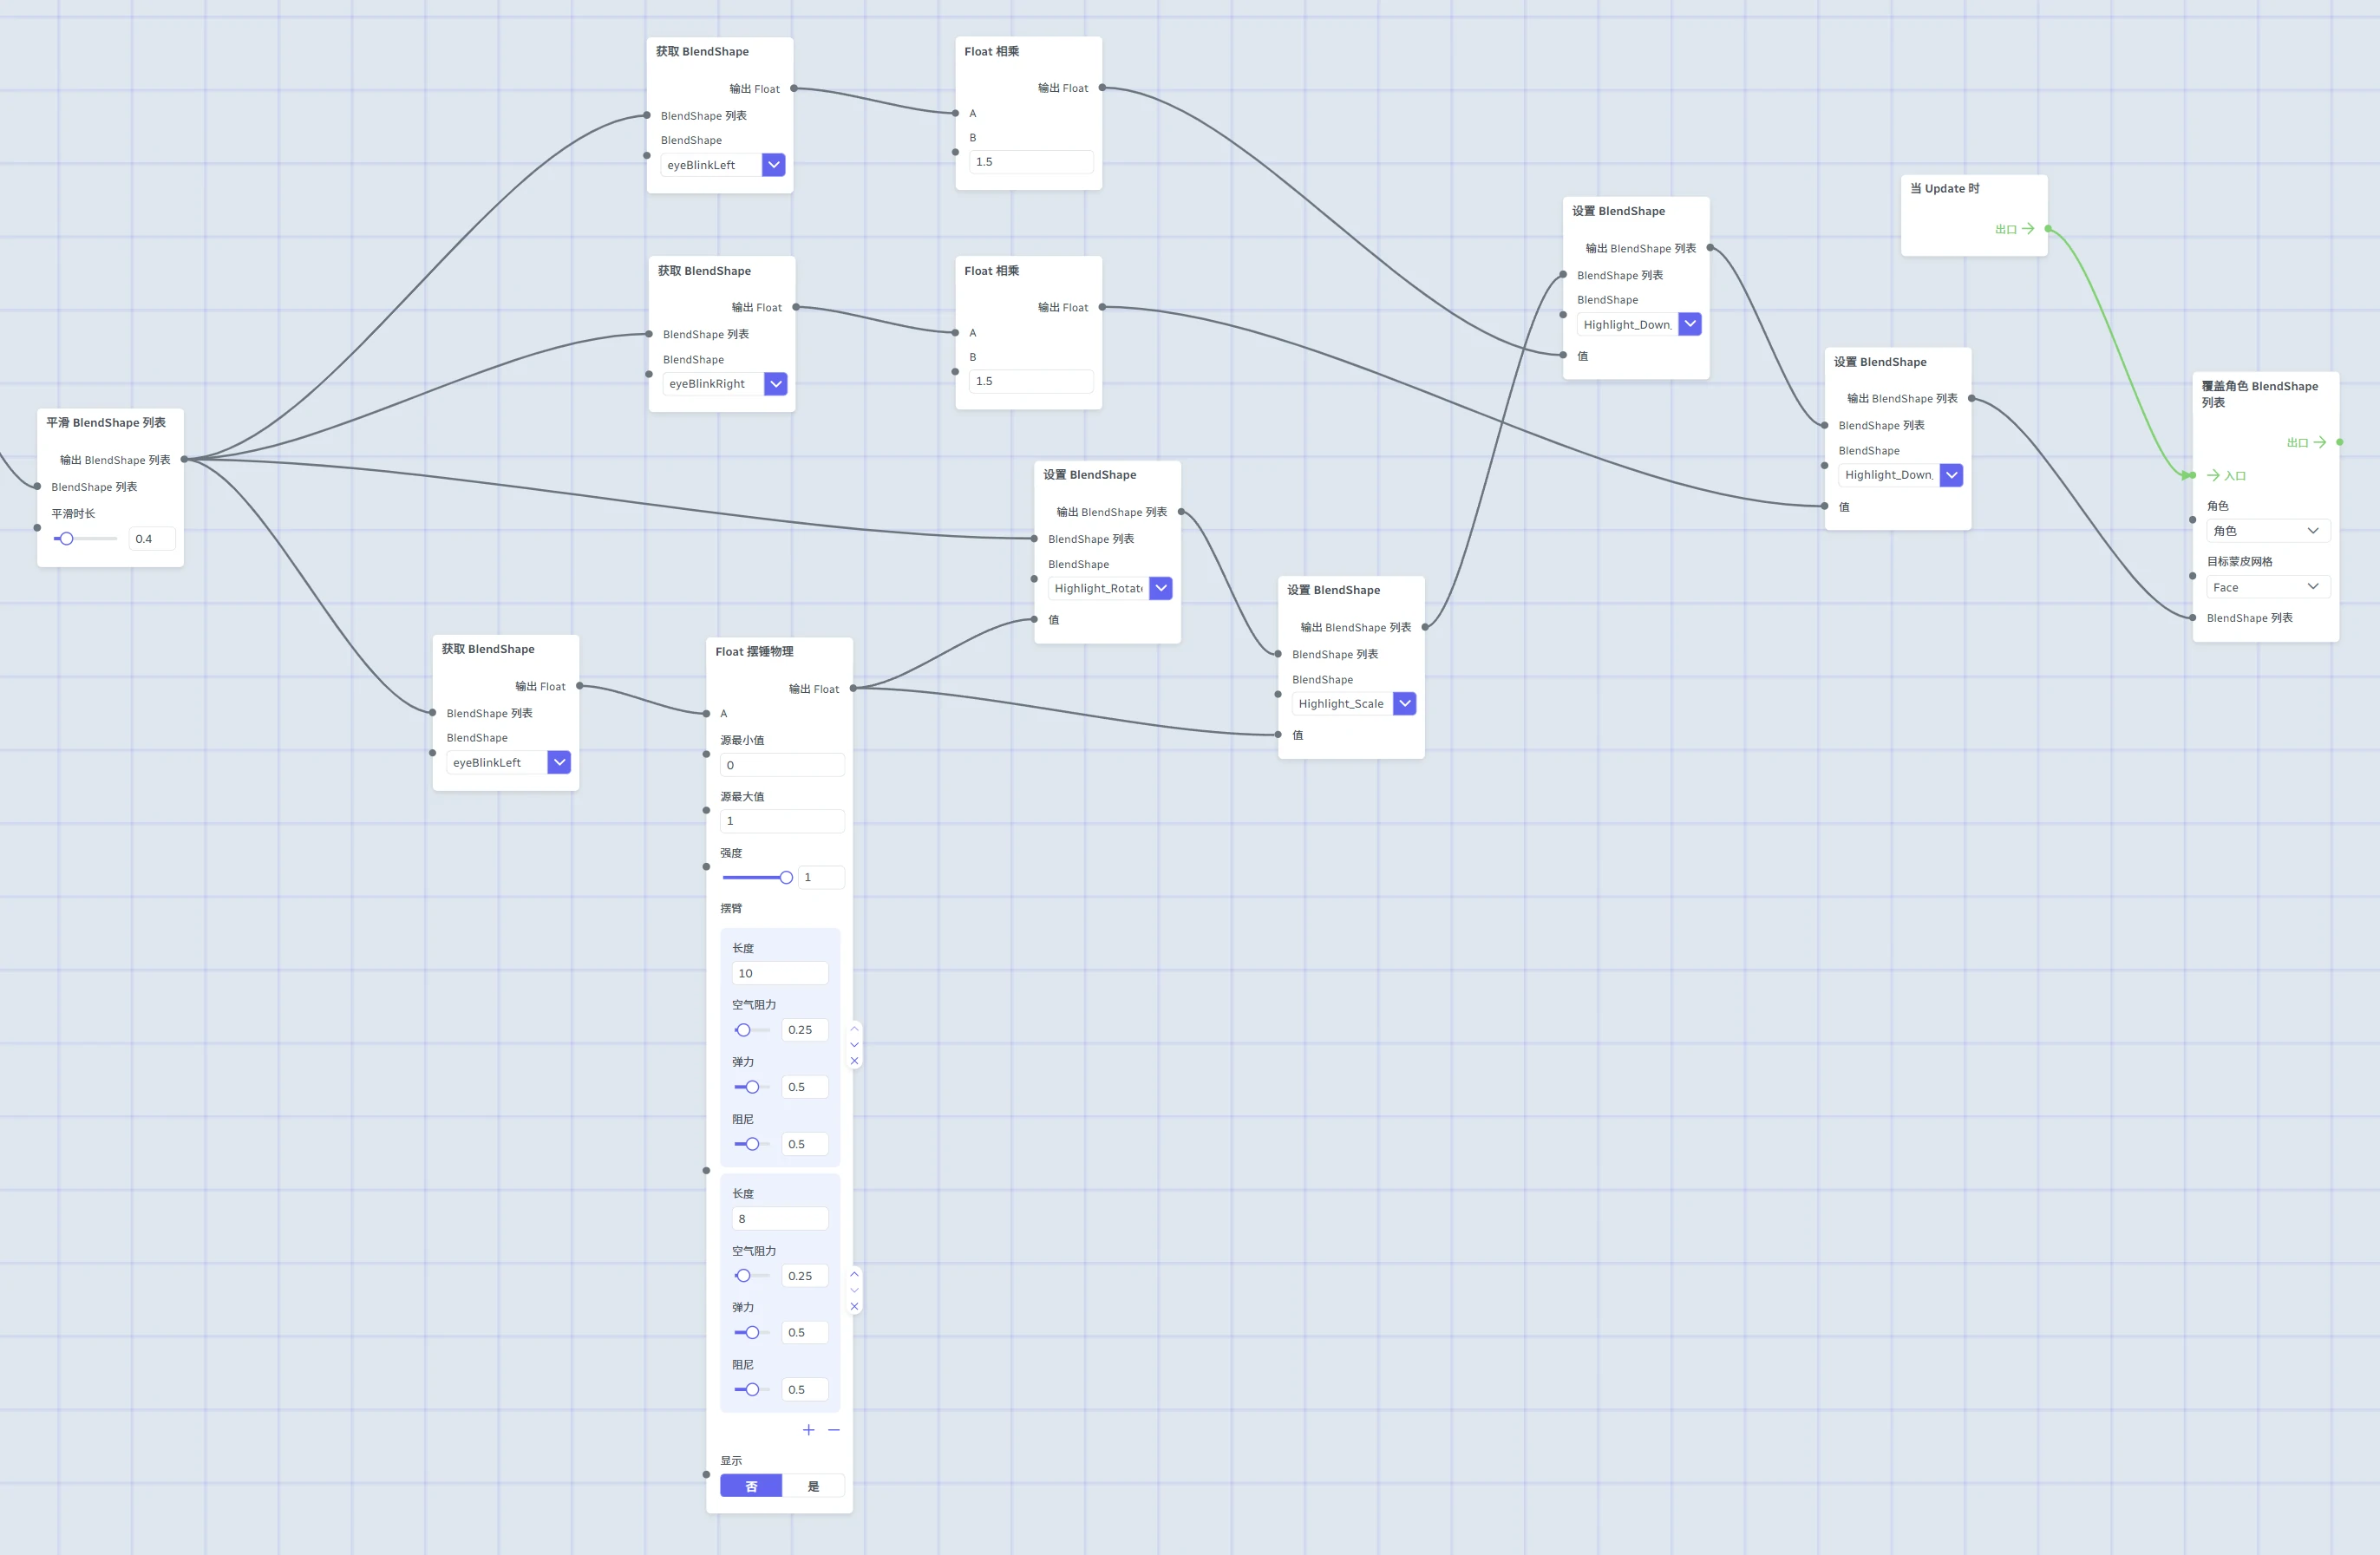 获取 BlendShape
输出 Float
BlendShape 列表
BlendShape
eyeBlinkLeft
Float 相乘
输出 Float
A
B
1.5
获取 BlendShape
输出 Float
BlendShape 列表
BlendShape
eyeBlinkRight
Float 相乘
输出 Float
A
B
1.5
设置 BlendShape
输出 BlendShape 列表
BlendShape 列表
BlendShape
Highlight_Down_
值
当 Update 时
出口
设置 BlendShape
输出 BlendShape 列表
BlendShape 列表
BlendShape
Highlight_Down_
值
覆盖角色 BlendShape
列表
出口
入口
角色
角色
目标蒙皮网格
Face
BlendShape 列表
平滑 BlendShape 列表
输出 BlendShape 列表
BlendShape 列表
平滑时长
0.4
设置 BlendShape
输出 BlendShape 列表
BlendShape 列表
BlendShape
Highlight_Rotate
值
设置 BlendShape
输出 BlendShape 列表
BlendShape 列表
BlendShape
Highlight_Scale
值
获取 BlendShape
输出 Float
BlendShape 列表
BlendShape
eyeBlinkLeft
Float 摆锤物理
输出 Float
A
源最小值
0
源最大值
1
强度
1
摆臂
长度
10
空气阻力
0.25
弹力
0.5
阻尼
0.5
长度
8
空气阻力
0.25
弹力
0.5
阻尼
0.5
显示
否
是